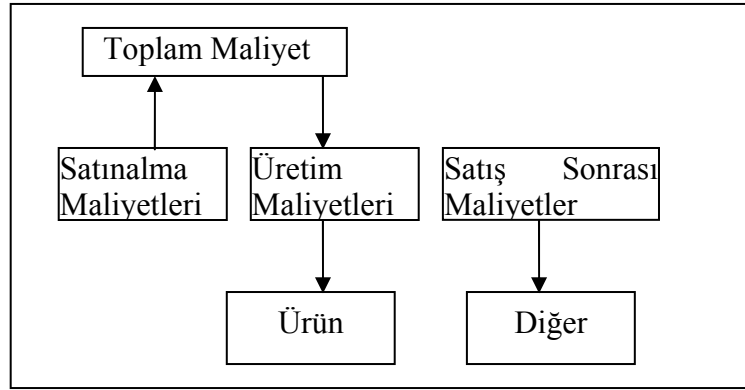 Toplam Maliyet
Satınalma
Maliyetleri
Üretim
Maliyetleri
Satış Sonrası
Maliyetler
Ürün
Diğer